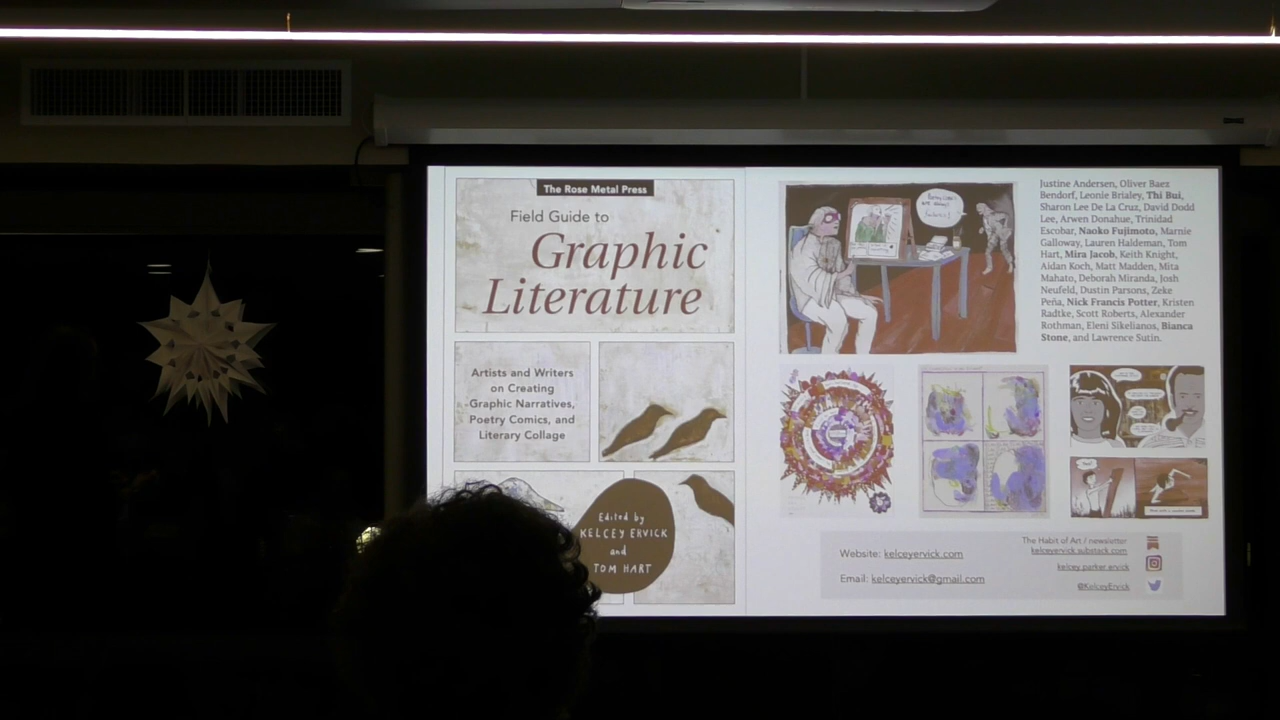 The Rose Metal Press
Field Guide to
Graphic
Literature
Artists and Writers
on Creating
Graphic Narratives,
Poetry Comics, and
Literary Collage
Edited by
KELCEY ERVICK
and
TOM HART
Justine Andersen, Oliver Baez
Bendorf, Leonie Brialey, Thi Bui,
Sharon Lee De La Cruz, David Dodd
Lee, Arwen Donahue, Trinidad
Escobar, Naoko Fujimoto, Marnie
Galloway, Lauren Haldeman, Tom
Hart, Mira Jacob, Keith Knight,
Aidan Koch, Matt Madden, Mita
Mahato, Deborah Miranda, Josh
Neufeld, Dustin Parsons, Zeke
Peña, Nick Francis Potter, Kristen
Radtke, Scott Roberts, Alexander
Rothman, Eleni Sikelianos, Bianca
Stone, and Lawrence Sutin.
Website: kelceyervick.com
Email: kelceyervick@gmail.com
The Habit of Art / newsletter
kelceyervick.substack.com
kelcey.parker.ervick
@KelceyErvick